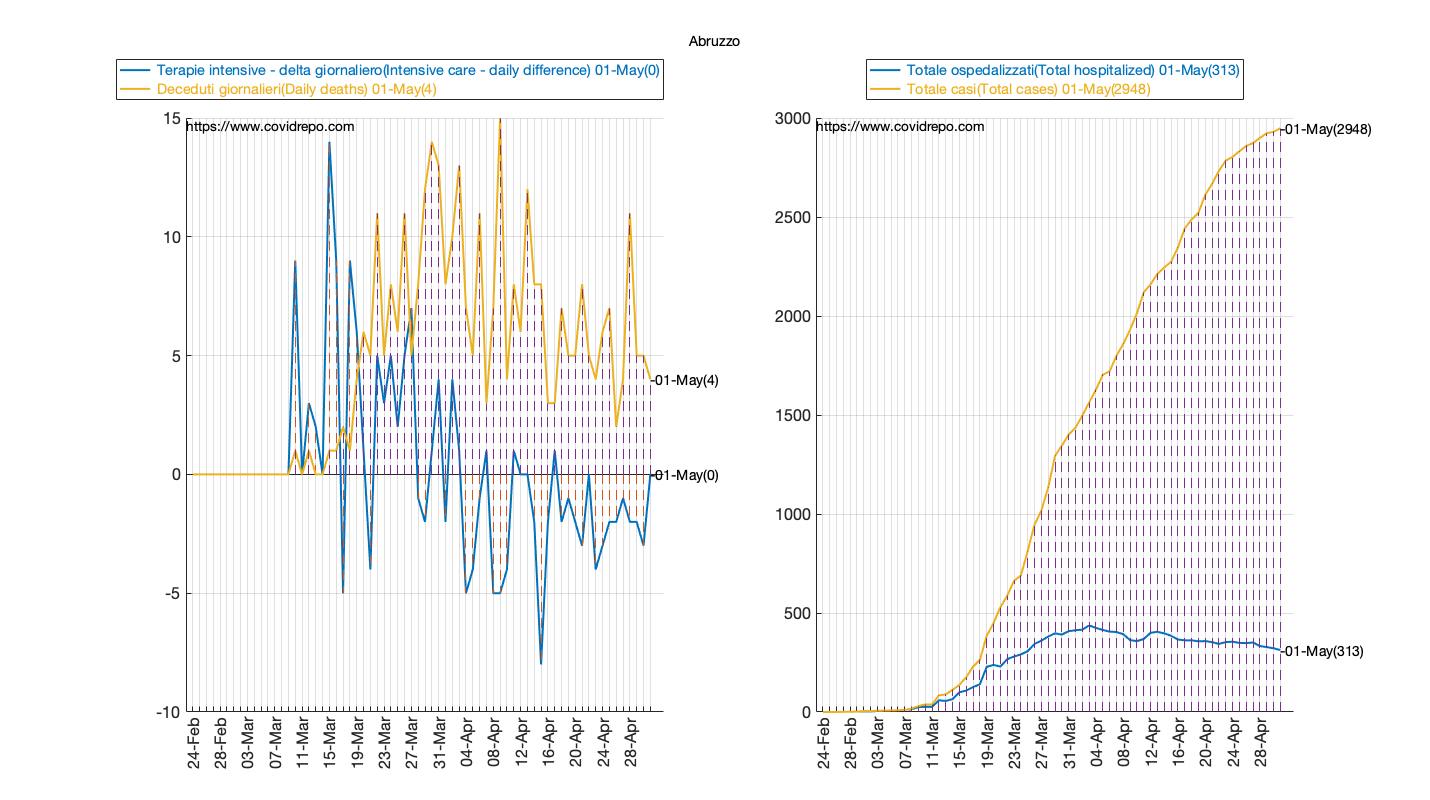 Abruzzo
Terapie intensive - delta giornaliero(Intensive care - daily difference) 01-May(0)
Deceduti giornalieri(Daily deaths) 01-May(4)
https://www.covidrepo.com
15
10
5
0
-5
-10
01-May(4)
01-May(0)
24-Feb
28-Feb
03-Mar
07-Mar
11-Mar
15-Mar
19-Mar
23-Mar
27-Mar
31-Mar
04-Apr
08-Apr
12-Apr
16-Apr
20-Apr
24-Apr
28-Apr
Totale ospedalizzati(Total hospitalized) 01-May(313)
Totale casi(Total cases) 01-May(2948)
https://www.covidrepo.com
3000
2500
2000
1500
1000
500
0
01-May(2948)
01-May(313)
24-Feb
28-Feb
03-Mar
07-Mar
11-Mar
15-Mar
19-Mar
23-Mar
27-Mar
31-Mar
04-Apr
08-Apr
12-Apr
16-Apr
20-Apr
24-Apr
28-Apr